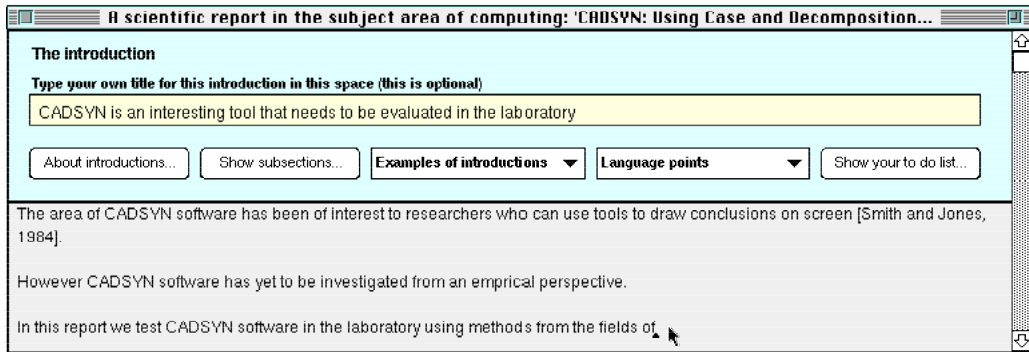 A scientific report in the subject area of computing: 'CADSYN: Using Case and Decomposition...
The introduction
Type your own title for this introduction in this space (this is optional)
CADSYN is an interesting tool that needs to be evaluated in the laboratory
About introductions... Show subsections... Examples of introductions Language points Show your to do list...
The area of CADSYN software has been of interest to researchers who can use tools to draw conclusions on screen [Smith and Jones,
1984].
However CADSYN software has yet to be investigated from an emprical perspective.
In this report we test CADSYN software in the laboratory using methods from the fields of